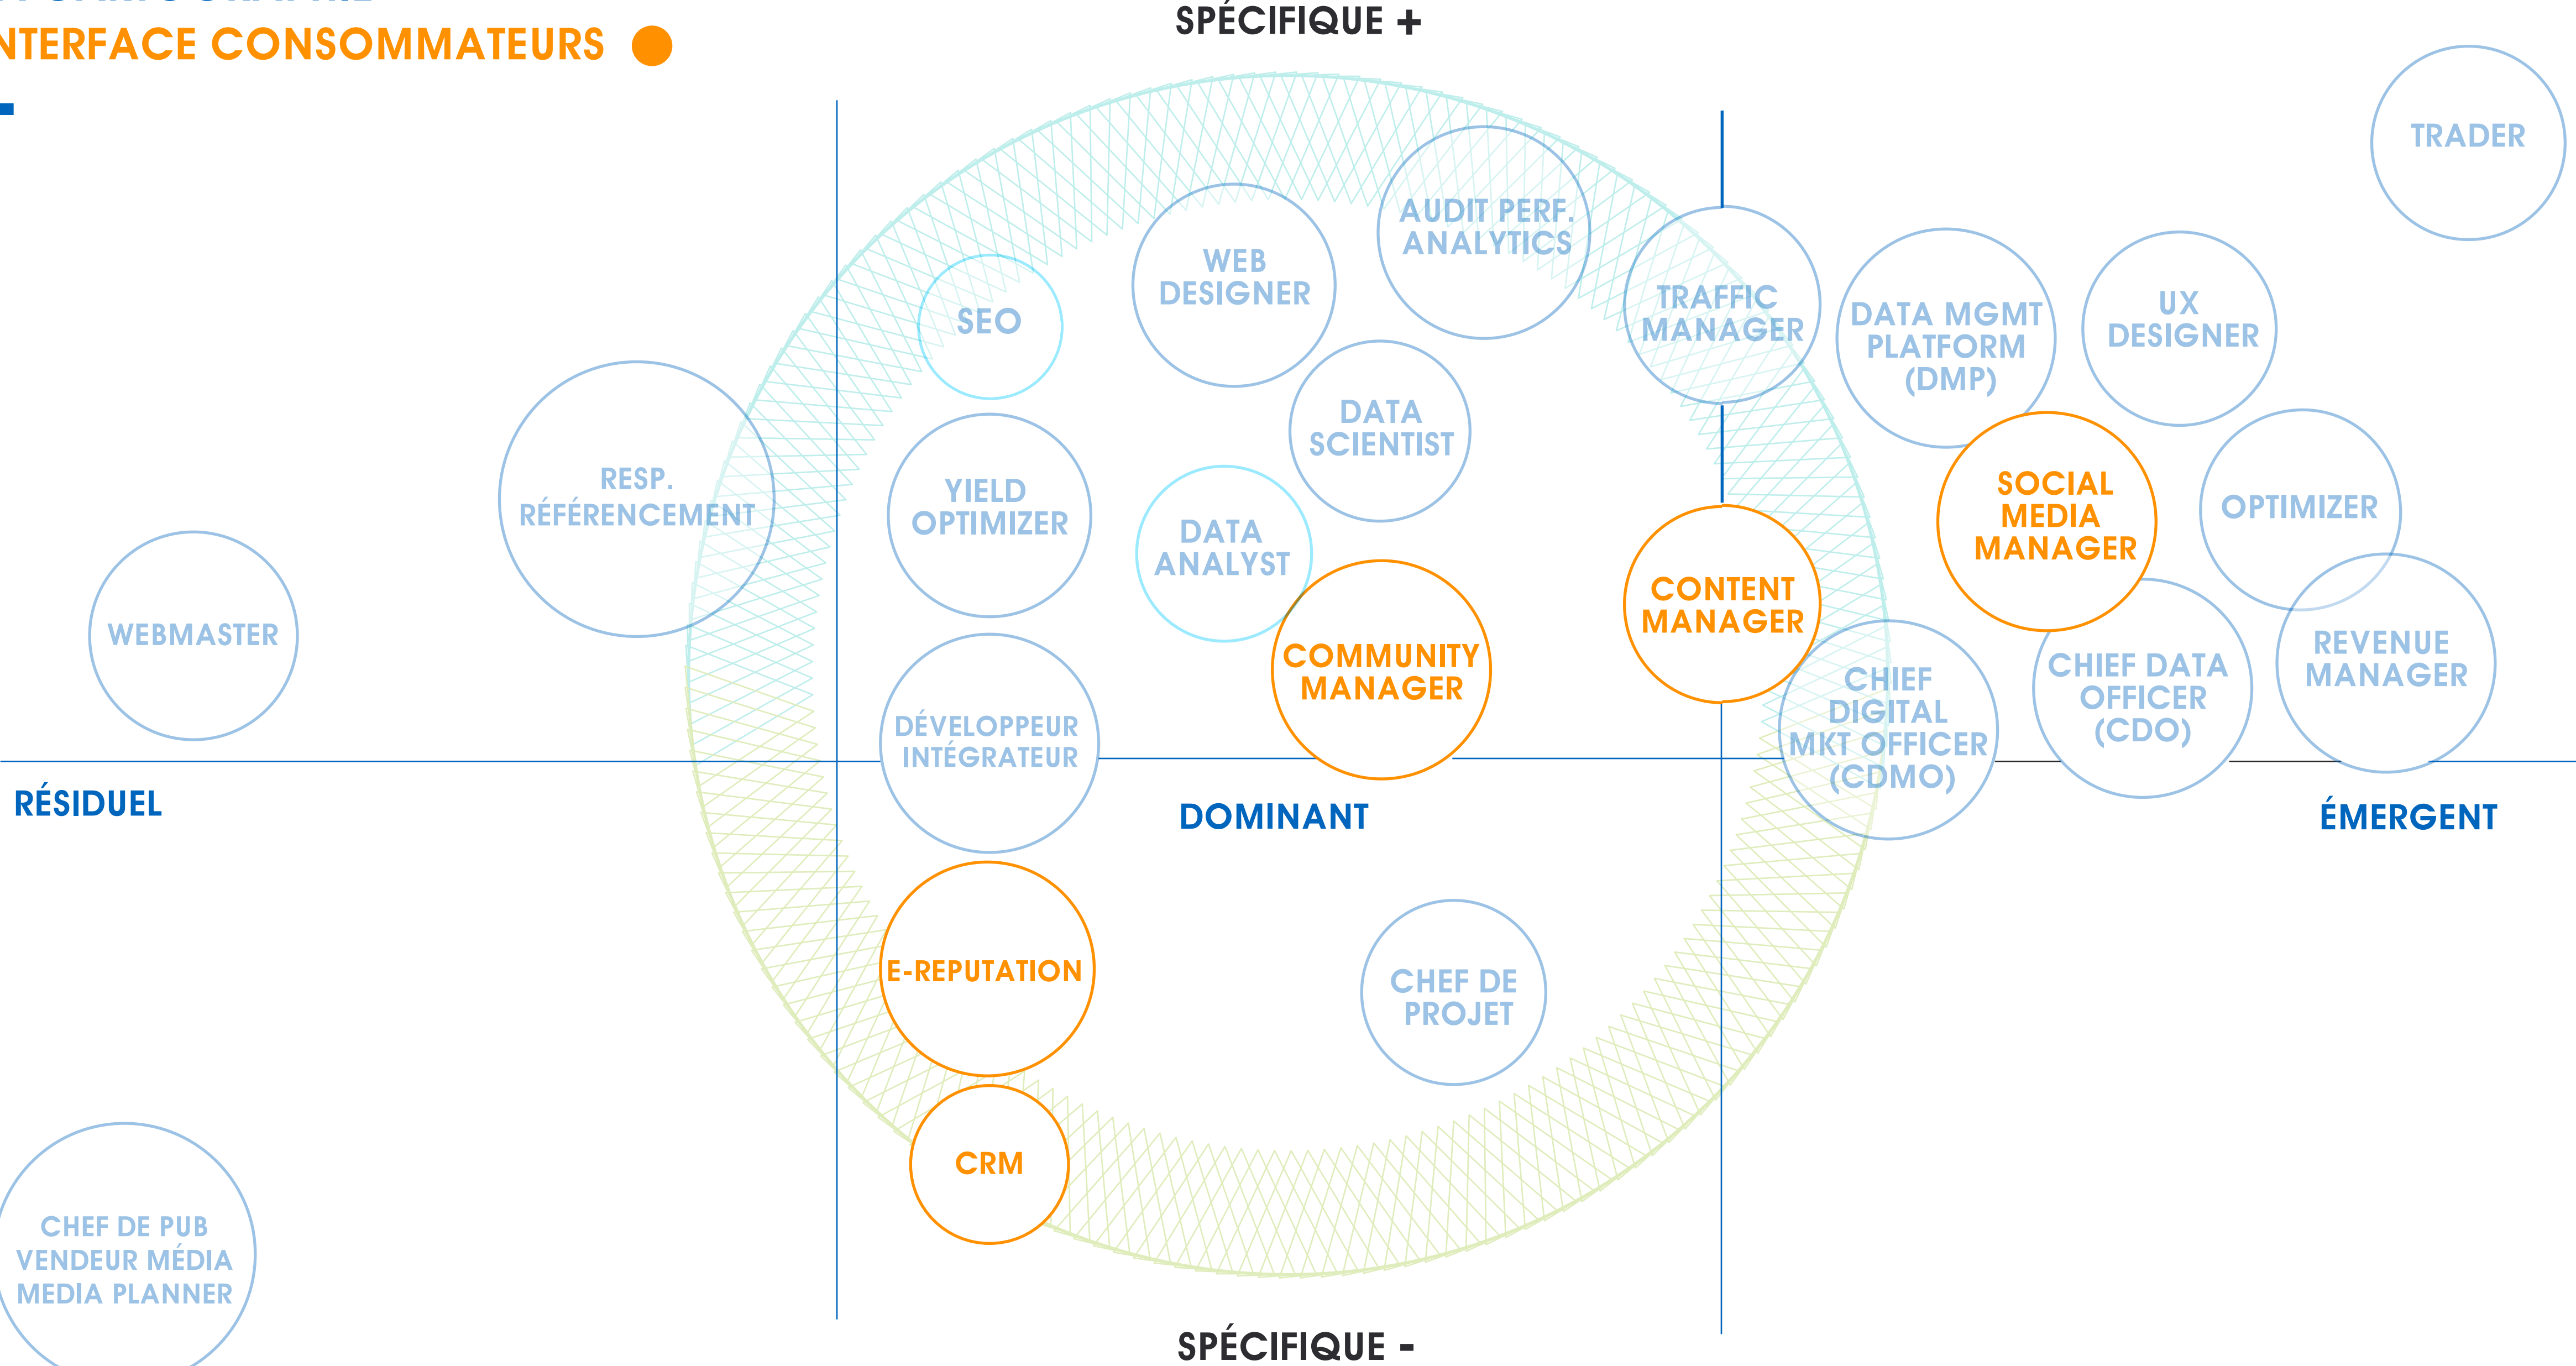 NTERFACE CONSOMMATEURS
SPÉCIFIQUE +
TRADER
AUDIT PERF.
ANALYTICS
WEB
DESIGNER
SEO
TRAFFIC
MANAGER
DATA MGMT
PLATFORM
(DMP)
UX
DESIGNER
DATA
SCIENTIST
RESP.
RÉFÉRENCEMENT
YIELD
OPTIMIZER
DATA
ANALYST
SOCIAL
MEDIA
MANAGER
OPTIMIZER
WEBMASTER
CONTENT
MANAGER
COMMUNITY
MANAGER
DÉVELOPPEUR
INTÉGRATEUR
CHIEF
DIGITAL
MKT OFFICER
(CDMO)
CHIEF DATA
OFFICER
(CDO)
REVENUE
MANAGER
RÉSIDUEL
DOMINANT
ÉMERGENT
E-REPUTATION
CHEF DE
PROJET
CRM
CHEF DE PUB
VENDEUR MÉDIA
MEDIA PLANNER
SPÉCIFIQUE -